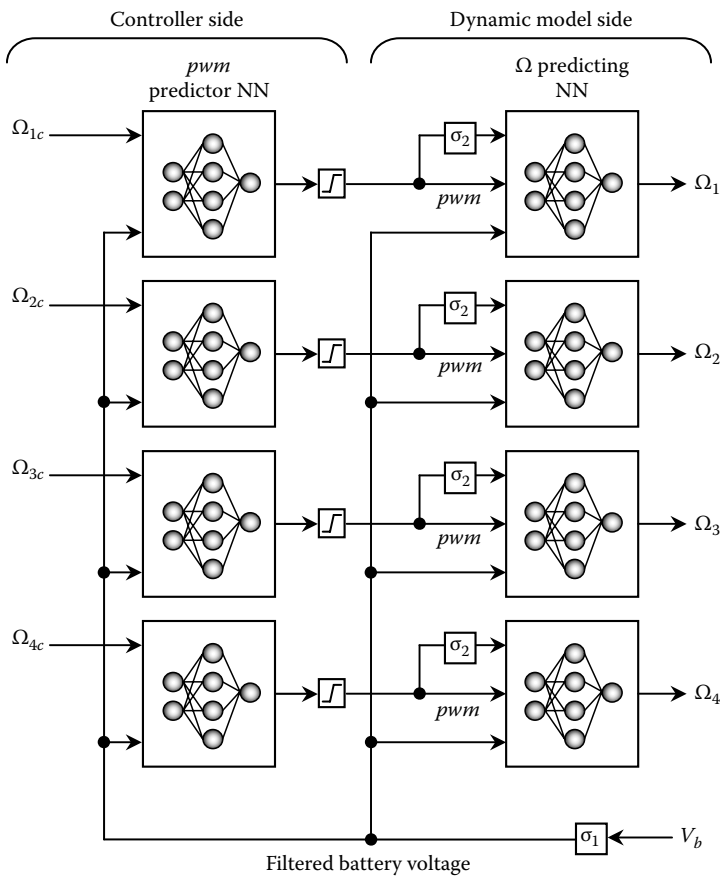 Controller side
Dynamic model side
pwm
predictor NN
Ω predicting
NN
Ω1c
σ2
pwm
Ω1
Ω2c
σ2
pwm
Ω2
Ω3c
σ2
pwm
Ω3
Ω4c
σ2
pwm
Ω4
σ1
Vb
Filtered battery voltage